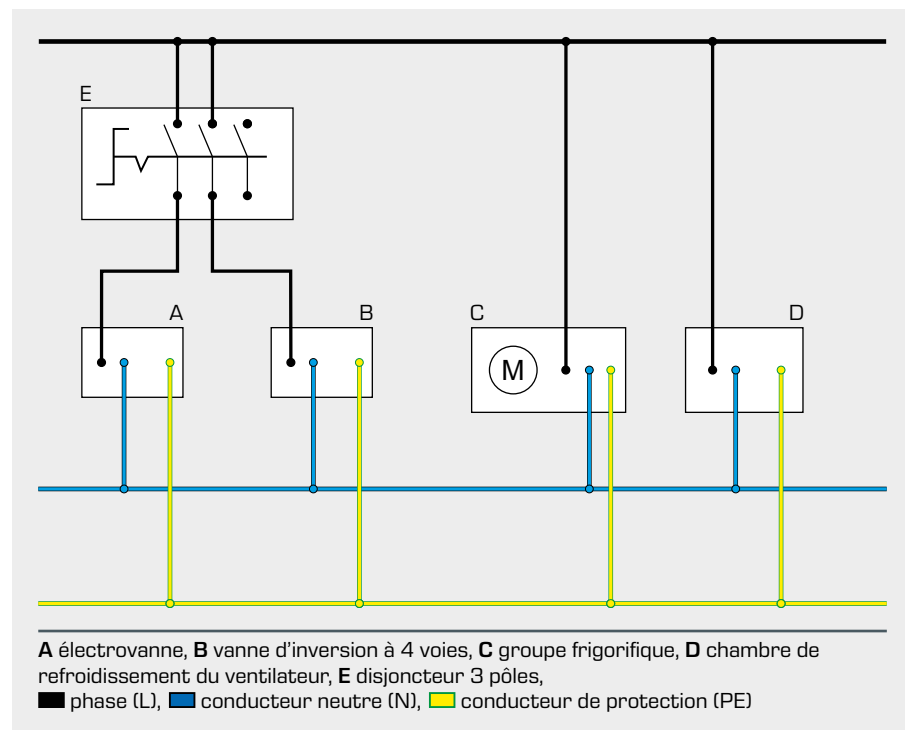 E
A
B
C
D
M
A électrovanne, B vanne d'inversion à 4 voies, C groupe frigorifique, D chambre de
refroidissement du ventilateur, E disjoncteur 3 pôles,
phase (L), conducteur neutre (N), conducteur de protection (PE)